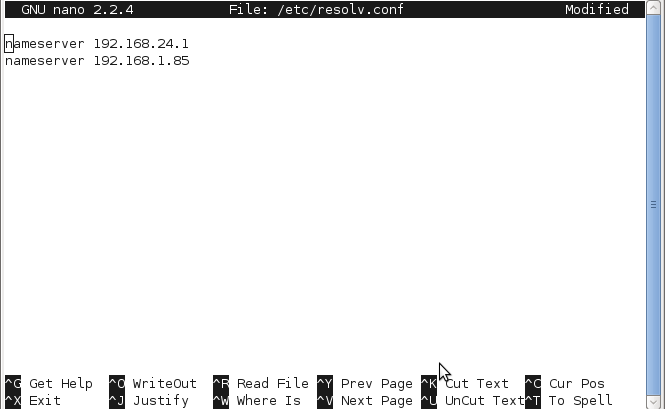 GNU nano 2.2.4 File: /etc/resolv.conf Modified
nameserver 192.168.24.1
nameserver 192.168.1.85
^G Get Help ^O WriteOut ^R Read File ^Y Prev Page ^K Cut Text ^C Cur Pos
^X Exit ^J Justify ^W Where Is ^V Next Page ^U UnCut Text ^T To Spell